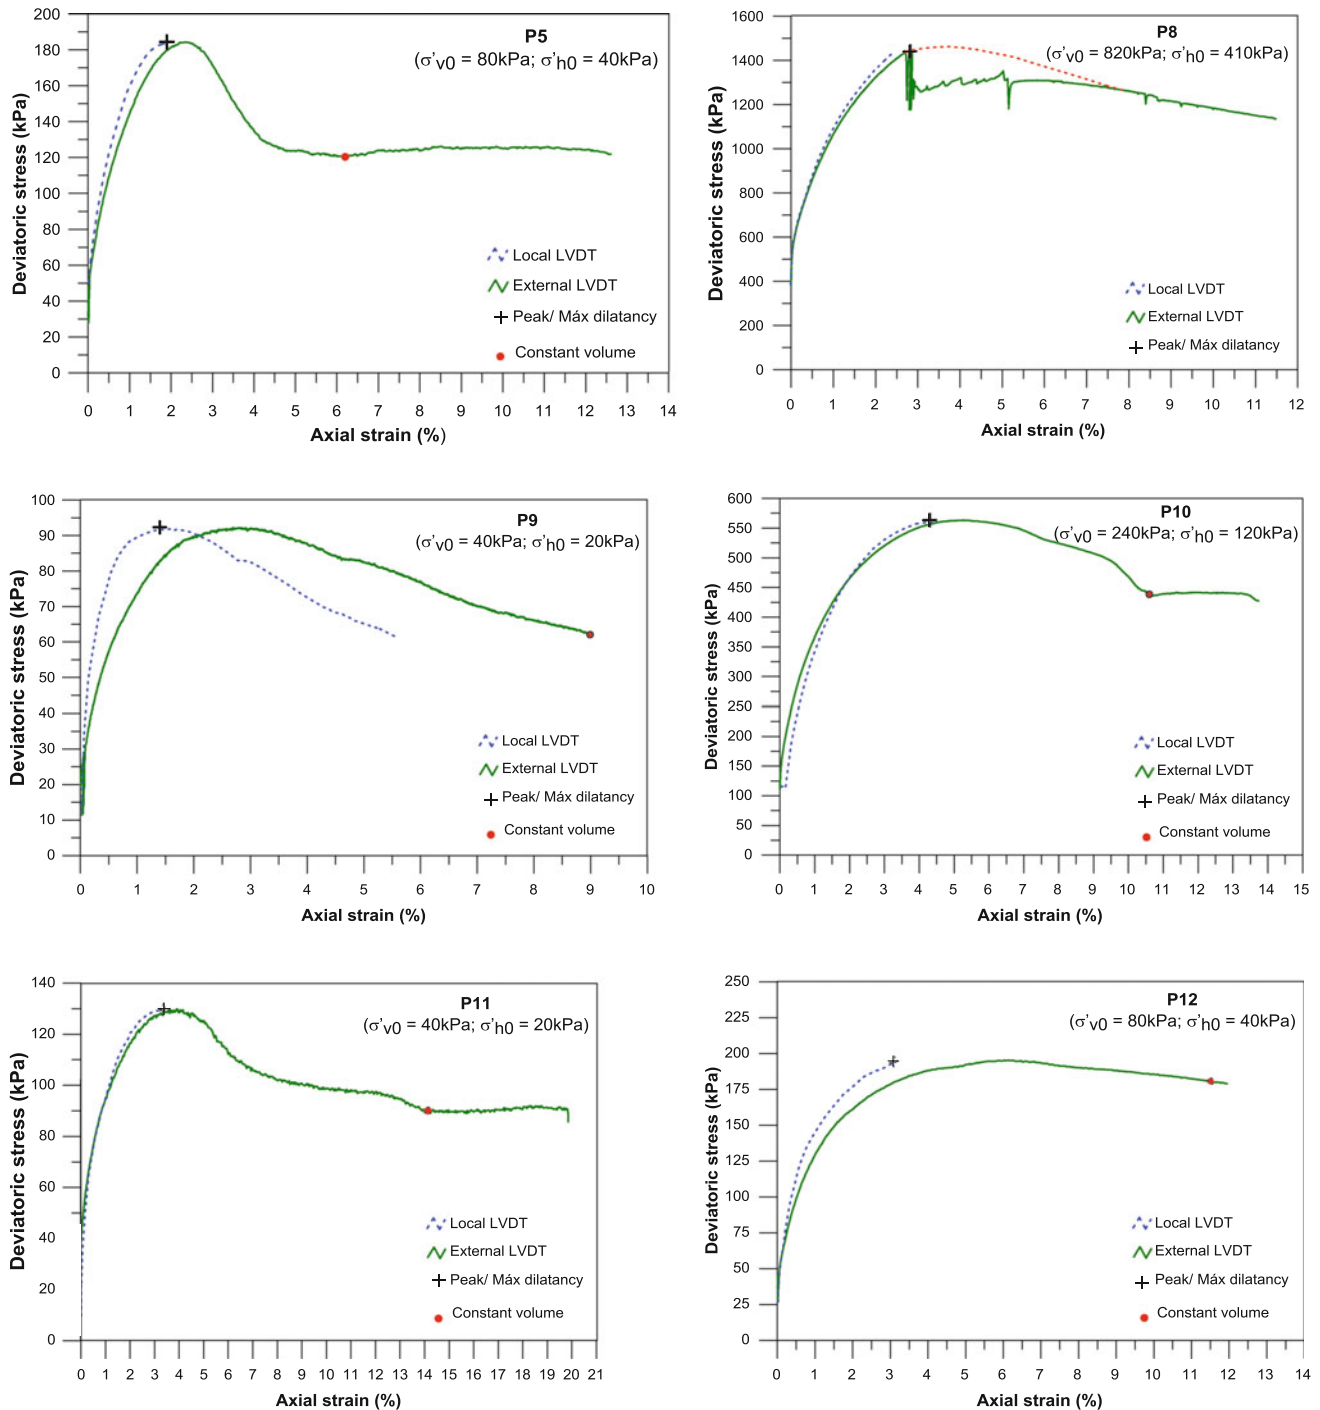 P5
(σ'v0 = 80kPa; σ'h0 = 40kPa)
Deviatoric stress (kPa)
200
180
160
140
120
100
80
60
40
20
0
Local LVDT
External LVDT
Peak/ Máx dilatancy
Constant volume
0 1 2 3 4 5 6 7 8 9 10 11 12 13 14
Axial strain (%)
P8
(σ'v0 = 820kPa; σ'h0 = 410kPa)
Deviatoric stress (kPa)
1600
1400
1200
1000
800
600
400
200
0
Local LVDT
External LVDT
Peak/ Máx dilatancy
0 1 2 3 4 5 6 7 8 9 10 11 12
Axial strain (%)
P9
(σ'v0 = 40kPa; σ'h0 = 20kPa)
Deviatoric stress (kPa)
100
90
80
70
60
50
40
30
20
10
0
Local LVDT
External LVDT
Peak/ Máx dilatancy
Constant volume
0 1 2 3 4 5 6 7 8 9 10
Axial strain (%)
P10
(σ'v0 = 240kPa; σ'h0 = 120kPa)
Deviatoric stress (kPa)
600
550
500
450
400
350
300
250
200
150
100
50
0
Local LVDT
External LVDT
Peak/ Máx dilatancy
Constant volume
0 1 2 3 4 5 6 7 8 9 10 11 12 13 14 15
Axial strain (%)
P11
(σ'v0 = 40kPa; σ'h0 = 20kPa)
Deviatoric stress (kPa)
140
120
100
80
60
40
20
0
Local LVDT
External LVDT
Peak/ Máx dilatancy
Constant volume
0 1 2 3 4 5 6 7 8 9 10 11 12 13 14 15 16 17 18 19 20 21
Axial strain (%)
P12
(σ'v0 = 80kPa; σ'h0 = 40kPa)
Deviatoric stress (kPa)
250
225
200
175
150
125
100
75
50
25
0
Local LVDT
External LVDT
Peak/ Máx dilatancy
Constant volume
0 1 2 3 4 5 6 7 8 9 10 11 12 13 14
Axial strain (%)